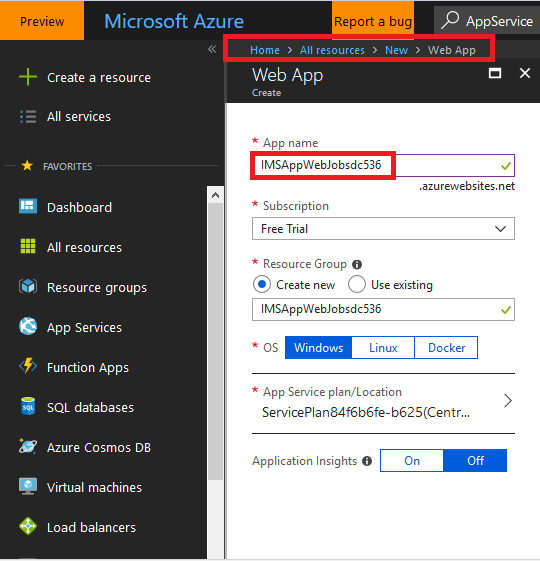 Preview
Microsoft Azure
Report a bug
AppService
Home > All resources > New > Web App
Create a resource
All services
FAVORITES
Dashboard
All resources
Resource groups
App Services
Function Apps
SQL databases
Azure Cosmos DB
Virtual machines
Load balancers
Web App
Create
* App name
IMSAppWebJobsdc536
.azurewebsites.net
* Subscription
Free Trial
* Resource Group
Create new Use existing
IMSAppWebJobsdc536
* OS Windows Linux Docker
* App Service plan/Location
ServicePlan84f6b6fe-b625(Centr...
Application Insights On Off